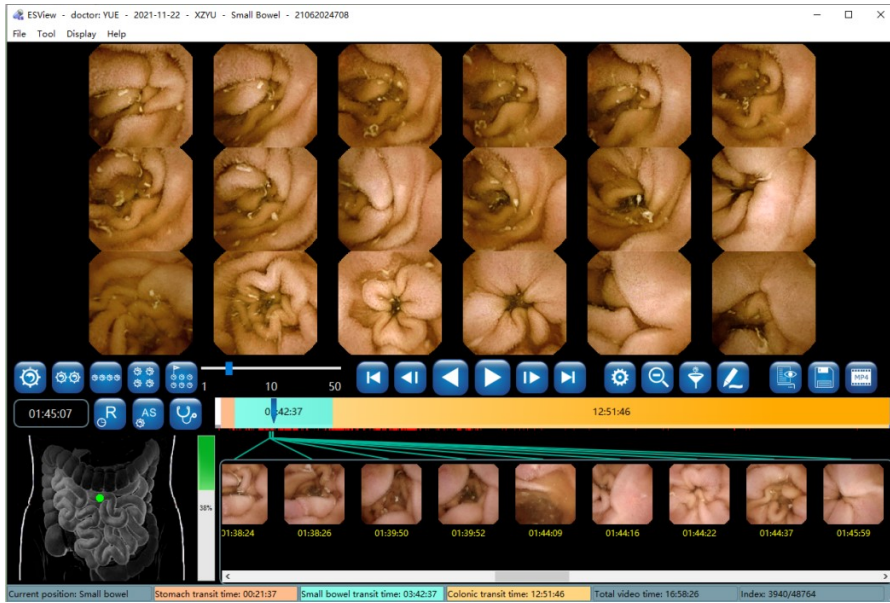 ESView - doctor: YUE - 2021-11-22 - XZYU - Small Bowel - 21062024708
File Tool Display Help
1 10 50
MP4
01:45:07 R AS
42:37 12:51:46
38%
01:38:24 01:38:26 01:39:50 01:39:52 01:44:09 01:44:16 01:44:22 01:44:37 01:45:59
Current position: Small bowel Stomach transit time: 00:21:37 Small bowel transit time: 03:42:37 Colonic transit time: 12:51:46 Total video time: 16:58:26 Index: 3940/48764